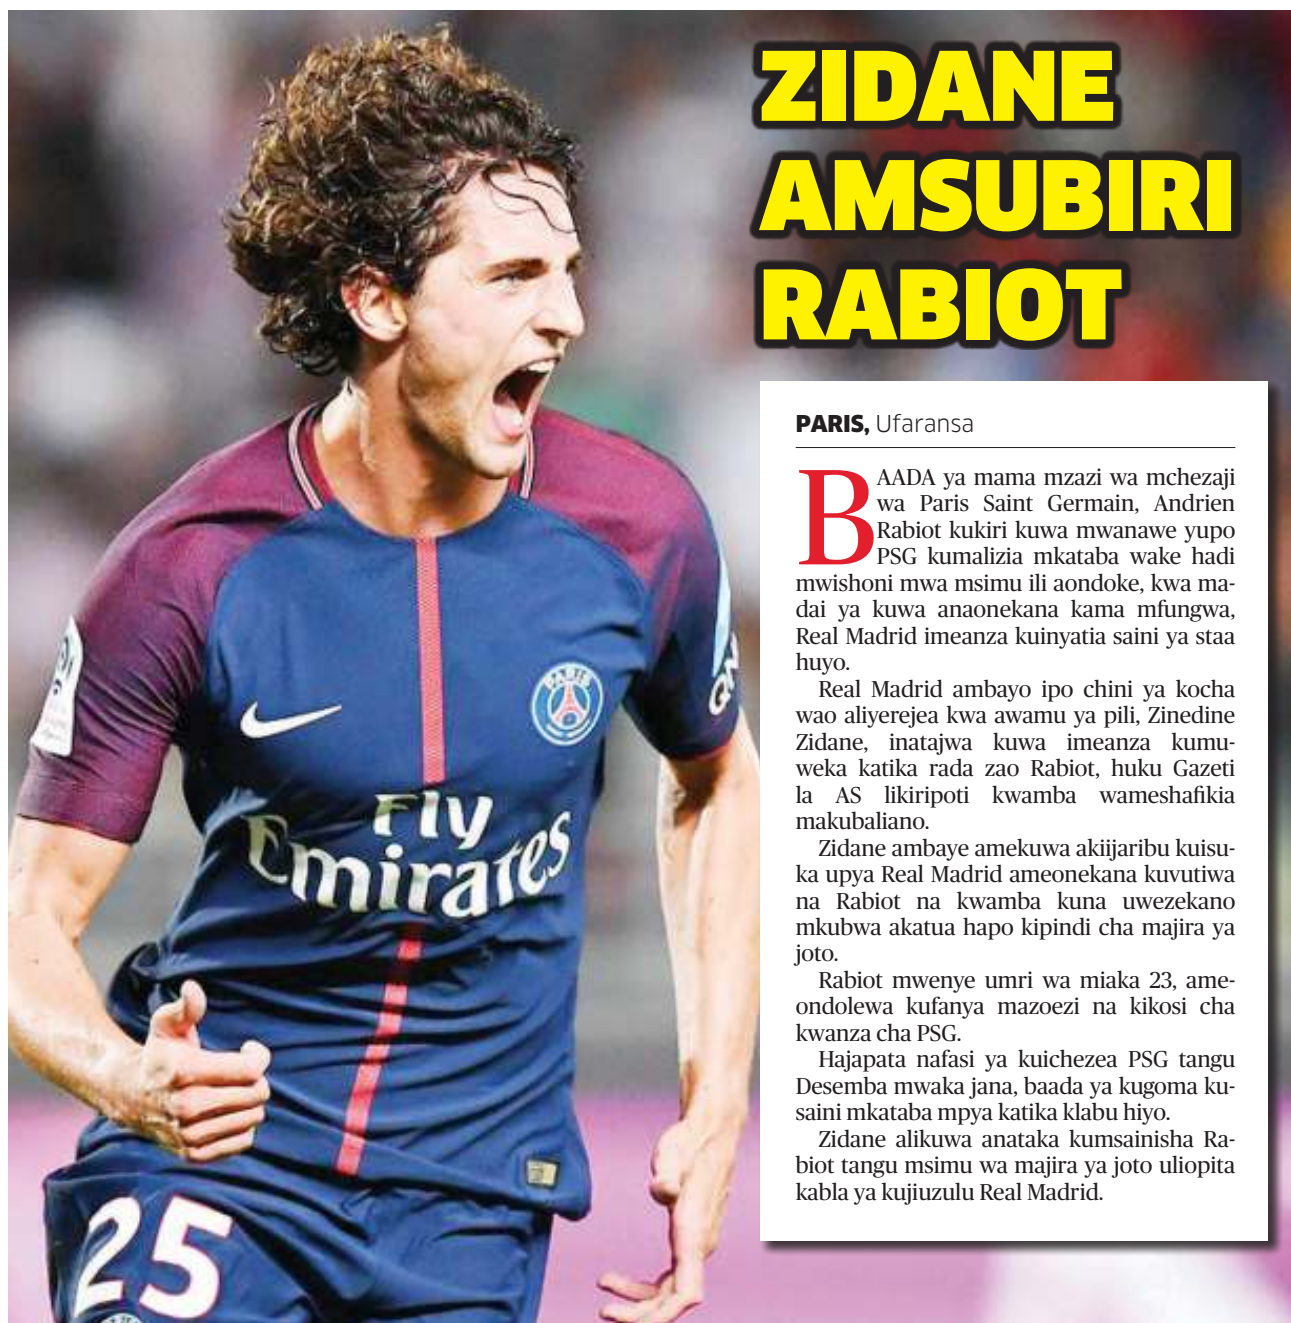 ZIDANE
AMSUBIRI
RABIOT
PARIS, Ufaransa
BAADA ya mama mzazi wa mchezaji
wa Paris Saint Germain, Andrien
Rabiot kukiri kuwa mwanawe yupo
PSG kumalizia mkataba wake hadi
mwishoni mwa msimu ili aondoke, kwa ma-
dai ya kuwa anaonekana kama mfungwa,
Real Madrid imeanza kuinyatia saini ya staa
huyo.
Real Madrid ambayo ipo chini ya kocha
wao aliyerejea kwa awamu ya pili, Zinedine
Zidane, inatajwa kuwa imeanza kumu-
weka katika rada zao Rabiot, huku Gazeti
la AS likiripoti kwamba wameshafikia
makubaliano.
Zidane ambaye amekuwa akiijaribu kuisu-
ka upya Real Madrid ameonekana kuvutiwa
na Rabiot na kwamba kuna uwezekano
mkubwa akatua hapo kipindi cha majira ya
joto.
Rabiot mwenye umri wa miaka 23, ame-
ondolewa kufanya mazoezi na kikosi cha
kwanza cha PSG.
Hajapata nafasi ya kuichezea PSG tangu
Desemba mwaka jana, baada ya kugoma ku-
saini mkataba mpya katika klabu hiyo.
Zidane alikuwa anataka kumsainisha Ra-
biot tangu msimu wa majira ya joto uliopita
kabla ya kujiuzulu Real Madrid.
PARIS
Fly
Emirates
25